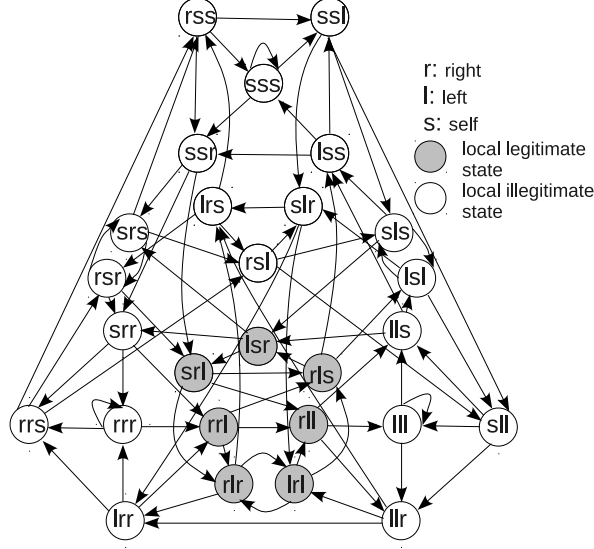 rss
ssl
sss
r: right
l: left
s: self
ssr
lss
local legitimate
state
local illegitimate
state
lrs
slr
srs
sls
rsl
rsr
lsl
srr
lsr
lls
srl
rls
rrs
rrr
rrl
rll
lll
sll
rlr
lrl
lrr
llr